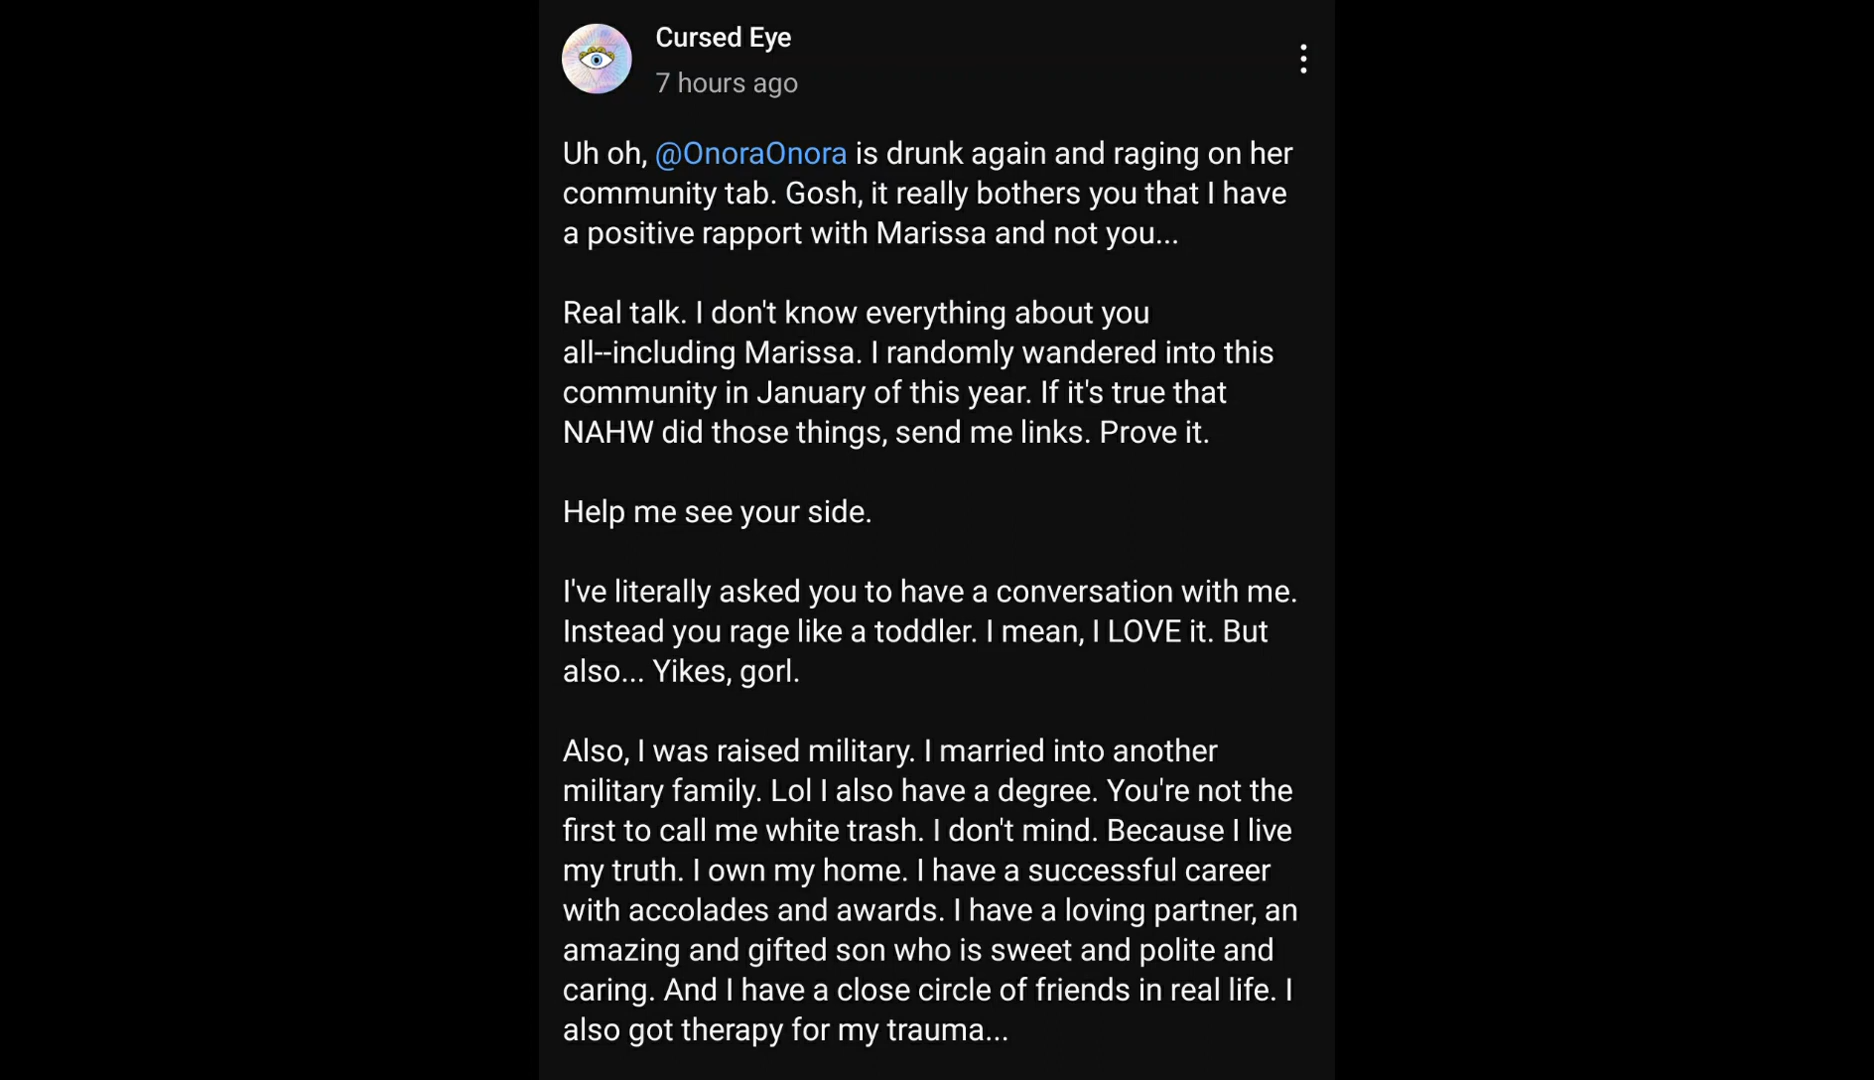 Cursed Eye
7 hours ago
Uh oh, @OnoraOnora is drunk again and raging on her
community tab. Gosh, it really bothers you that I have
a positive rapport with Marissa and not you...
Real talk. I don't know everything about you
all--including Marissa. I randomly wandered into this
community in January of this year. If it's true that
NAHW did those things, send me links. Prove it.
Help me see your side.
I've literally asked you to have a conversation with me.
Instead you rage like a toddler. I mean, I LOVE it. But
also... Yikes, gorl.
Also, I was raised military. I married into another
military family. Lol I also have a degree. You're not the
first to call me white trash. I don't mind. Because I live
my truth. I own my home. I have a successful career
with accolades and awards. I have a loving partner, an
amazing and gifted son who is sweet and polite and
caring. And I have a close circle of friends in real life. I
also got therapy for my trauma...